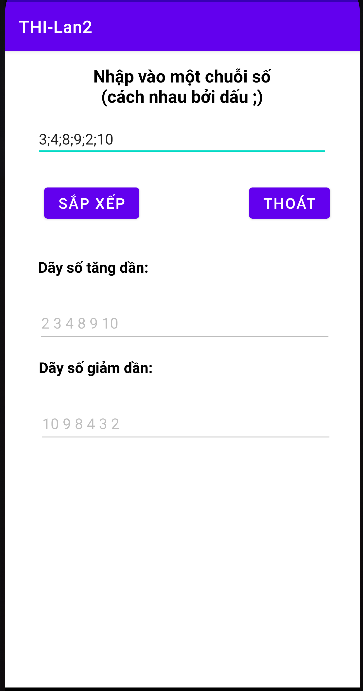 THI-Lan2
Nhập vào một chuỗi số
(cách nhau bởi dấu ;)
3;4;8;9;2;10
SẮP XẾP
THOÁT
Dãy số tăng dần:
2 3 4 8 9 10
Dãy số giảm dần:
10 9 8 4 3 2